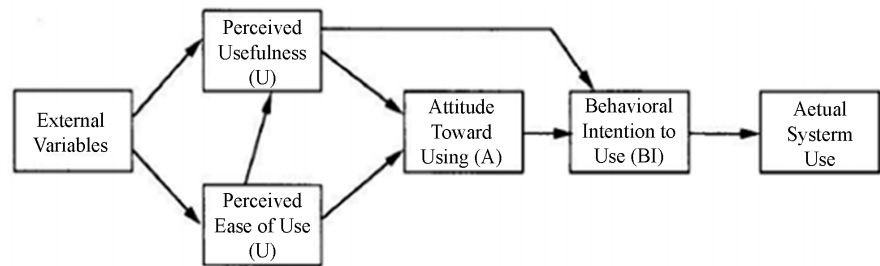 External
Variables
Perceived
Usefulness
(U)
Perceived
Ease of Use
(U)
Attitude
Toward
Using (A)
Behavioral
Intention to
Use (BI)
Aetual
Systerm
Use